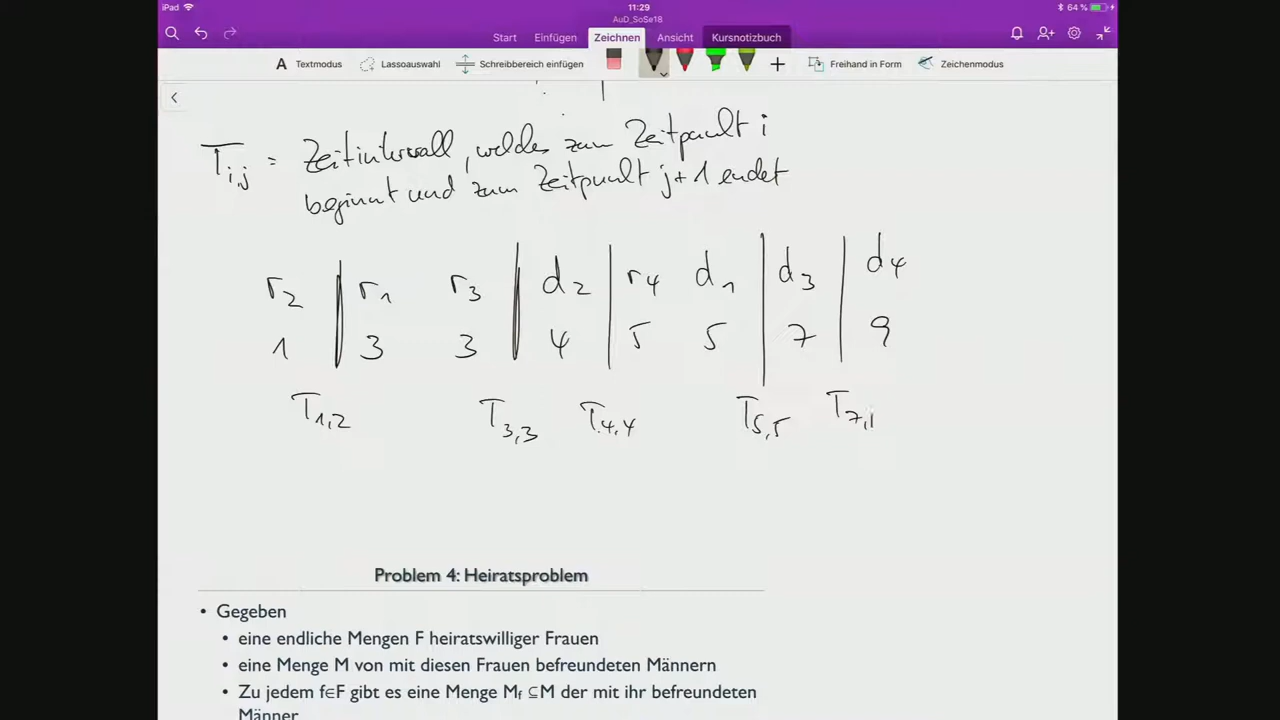 iPad 11:29 64 %
AuD_SoSe18
Start Einfügen Zeichnen Ansicht Kursnotizbuch
A Textmodus Lassoauswahl Schreibbereich einfügen Freihand in Form Zeichenmodus
T i,j = Zeitintervall, welches zum Zeitpunkt i
beginnt und zum Zeitpunkt j+1 endet
r2 | r1 r3 | d2 | r4 d1 | d3 | d4
1 | 3 3 | 4 | 5 5 | 7 | 9
T1,2 T3,3 T4,4 T5,5 T7,
Problem 4: Heiratsproblem
• Gegeben
• eine endliche Mengen F heiratswilliger Frauen
• eine Menge M von mit diesen Frauen befreundeten Männern
• Zu jedem f∈F gibt es eine Menge Mf ⊆M der mit ihr befreundeten
Männer